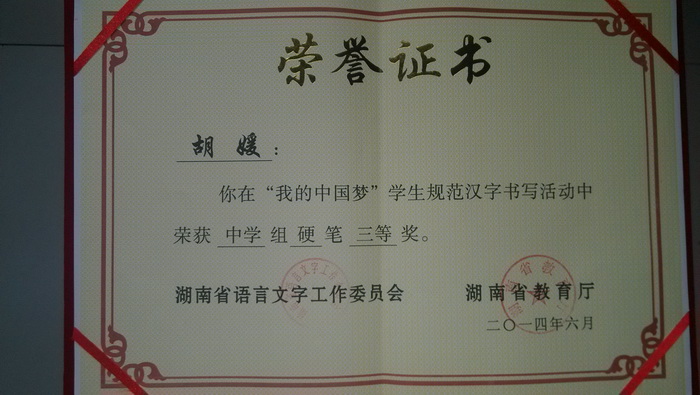 荣誉证书
胡媛：
你在“我的中国梦”学生规范汉字书写活动中
荣获 中学 组 硬 笔 三等 奖。
湖南省语言文字工作委员会 湖南省教育厅
二〇一四年六月